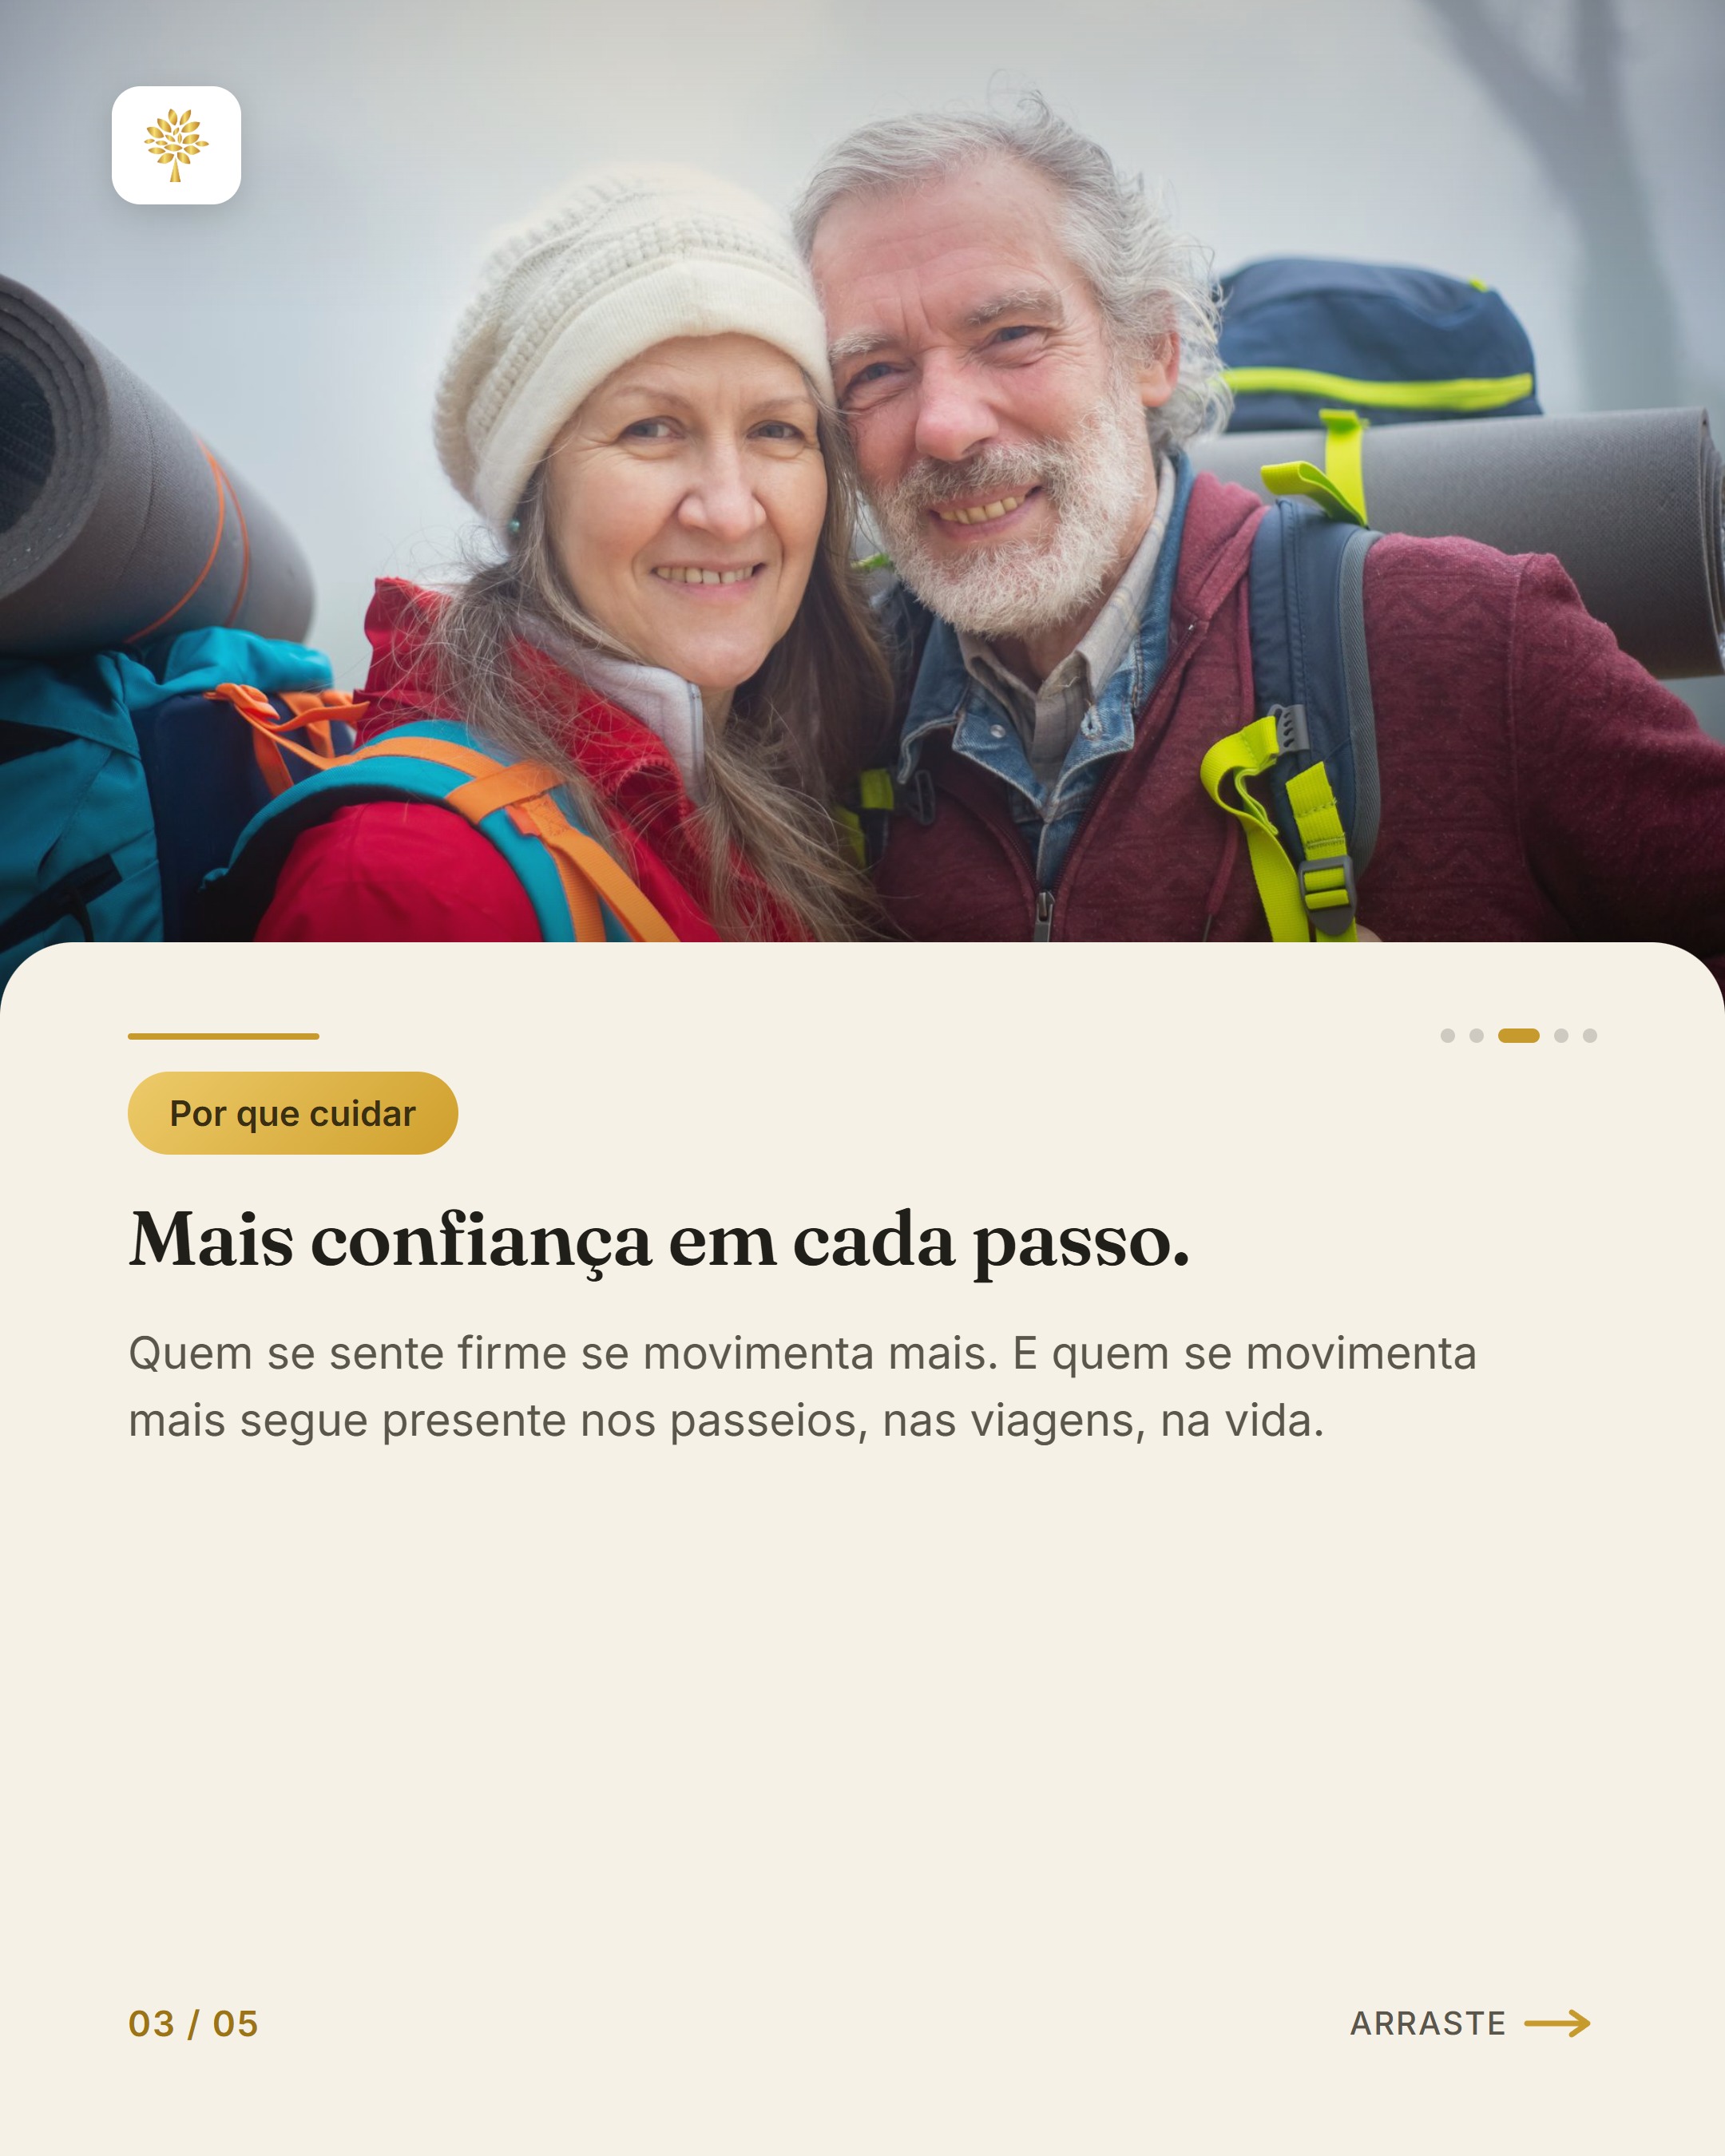 Por que cuidar
Mais confiança em cada passo.
Quem se sente firme se movimenta mais. E quem se movimenta
mais segue presente nos passeios, nas viagens, na vida.
03 / 05
ARRASTE